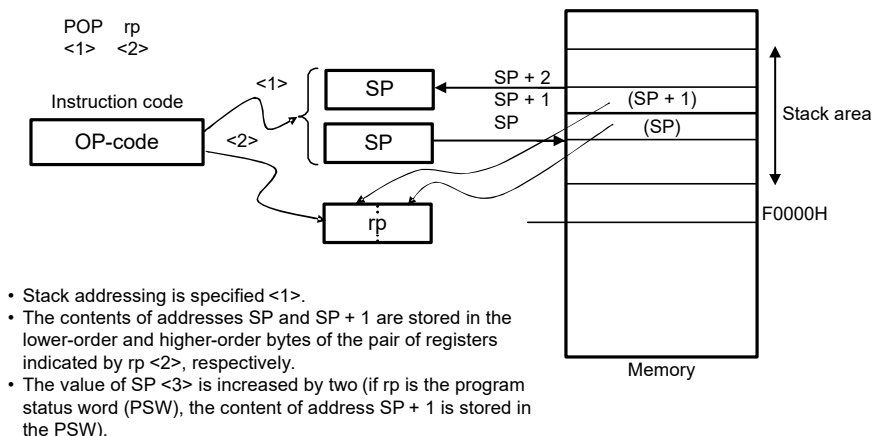 POP rp
<1> <2>
Instruction code
OP-code
<1>
<2>
SP
SP
rp
SP + 2
SP + 1
SP
(SP + 1)
(SP)
Stack area
F0000H
Memory
• Stack addressing is specified <1>.
• The contents of addresses SP and SP + 1 are stored in the
lower-order and higher-order bytes of the pair of registers
indicated by rp <2>, respectively.
• The value of SP <3> is increased by two (if rp is the program
status word (PSW), the content of address SP + 1 is stored in
the PSW).